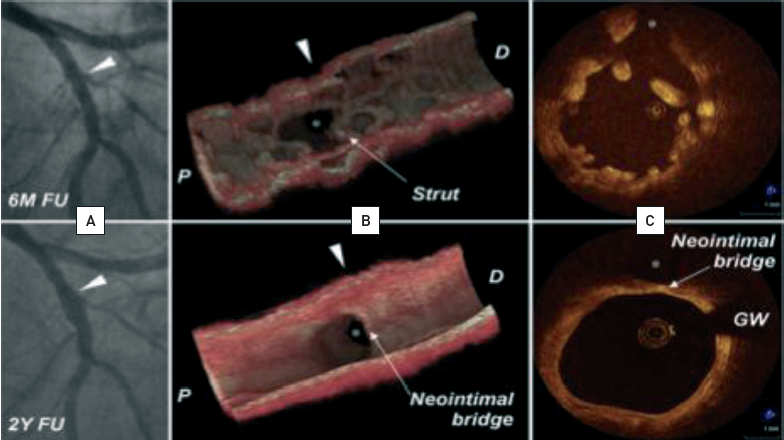 D
P
Strut
6M FU
A
B
C
Neointimal
bridge
D
GW
P
Neointimal
bridge
2Y FU